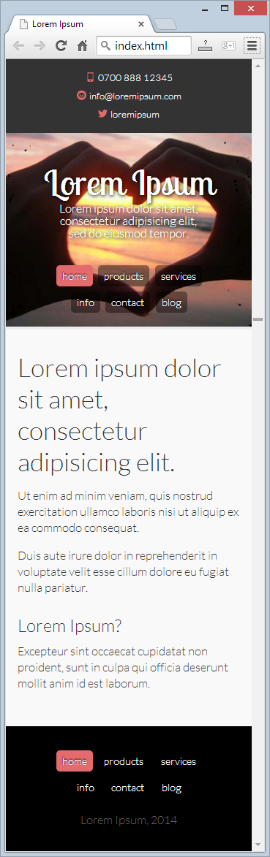 Lorem Ipsum
index.html
0700 888 12345
info@loremipsum.com
loremipsum
Lorem Ipsum
Lorem ipsum dolor sit amet,
consectetur adipisicing elit,
sed do eiusmod tempor.
home products services
info contact blog
Lorem ipsum dolor
sit amet,
consectetur
adipisicing elit.
Ut enim ad minim veniam, quis nostrud
exercitation ullamco laboris nisi ut aliquip ex
ea commodo consequat.
Duis aute irure dolor in reprehenderit in
voluptate velit esse cillum dolore eu fugiat
nulla pariatur.
Lorem Ipsum?
Excepteur sint occaecat cupidatat non
proident, sunt in culpa qui officia deserunt
mollit anim id est laborum.
home products services
info contact blog
Lorem Ipsum, 2014